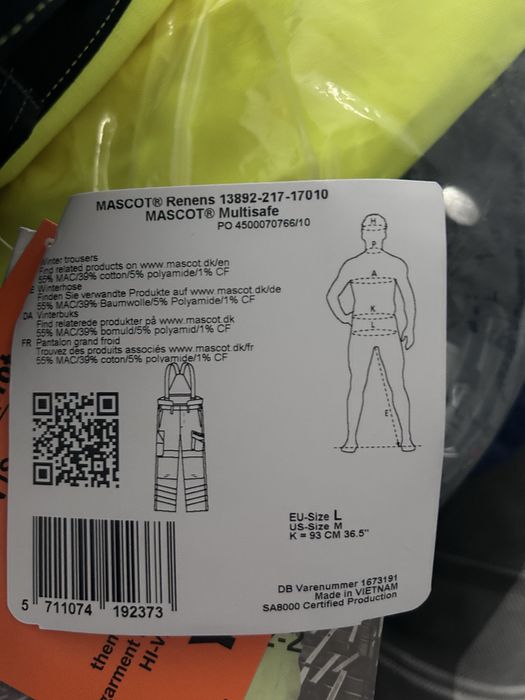 MASCOT® Renens 13892-217-17010
MASCOT® Multisafe
PO 4500070766/10
Winter trousers
Find related products on www.mascot.dk/en
55% MAC/39% cotton/5% polyamide/1% CF
Winterhose
Finden Sie verwandte Produkte auf www.mascot.dk/de
55% MAC/39% Baumwolle/5% Polyamide/1% CF
DA Vinterbuks
Find relaterede produkter på www.mascot.dk
55% MAC/39% bomuld/5% polyamid/1% CF
FR Pantalon grand froid
Trouvez des produits associés www.mascot.dk/fr
55% MAC/39% coton/5% polyamide/1% CF
H
P
A
K
L
E
EU-Size L
US-Size M
K = 93 CM 36.5"
DB Varenummer 1673191
Made in VIETNAM
SA8000 Certified Production
5 711074 192373
then
garment
HI-V